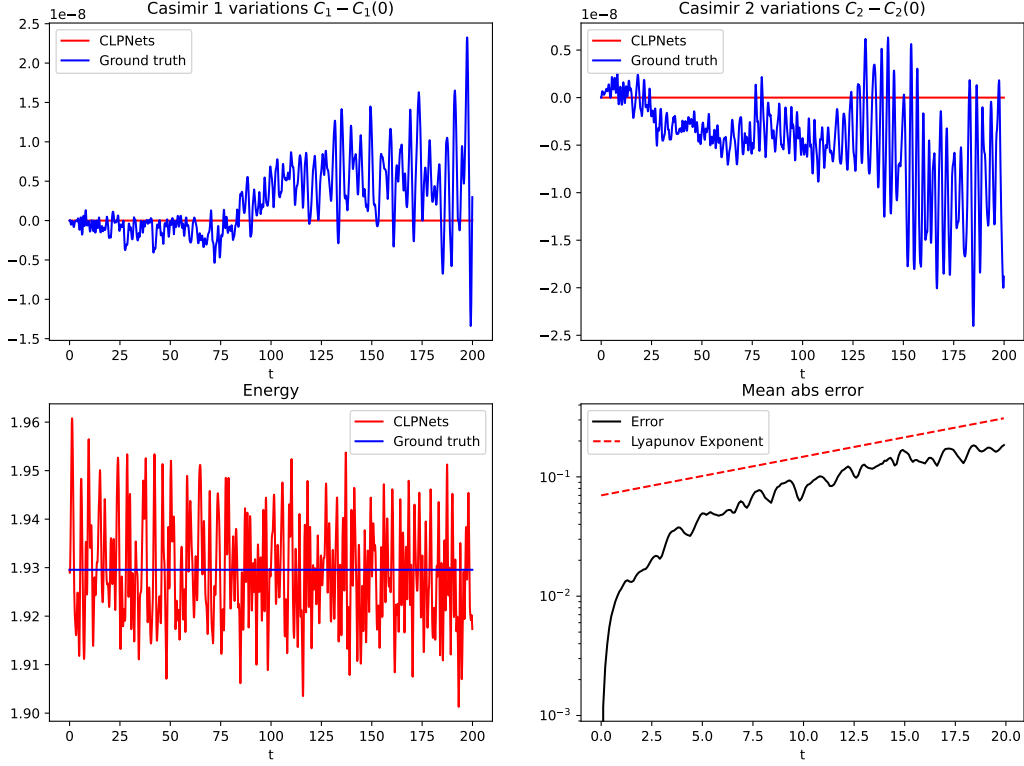 Casimir 1 variations C₁ − C₁(0)
1e−8
CLPNets
Ground truth
2.5
2.0
1.5
1.0
0.5
0.0
−0.5
−1.0
−1.5
0 25 50 75 100 125 150 175 200
t
Casimir 2 variations C₂ − C₂(0)
1e−8
CLPNets
Ground truth
0.5
0.0
−0.5
−1.0
−1.5
−2.0
−2.5
0 25 50 75 100 125 150 175 200
t
Energy
CLPNets
Ground truth
1.96
1.95
1.94
1.93
1.92
1.91
1.90
0 25 50 75 100 125 150 175 200
t
Mean abs error
Error
Lyapunov Exponent
10⁻¹
10⁻²
10⁻³
0.0 2.5 5.0 7.5 10.0 12.5 15.0 17.5 20.0
t